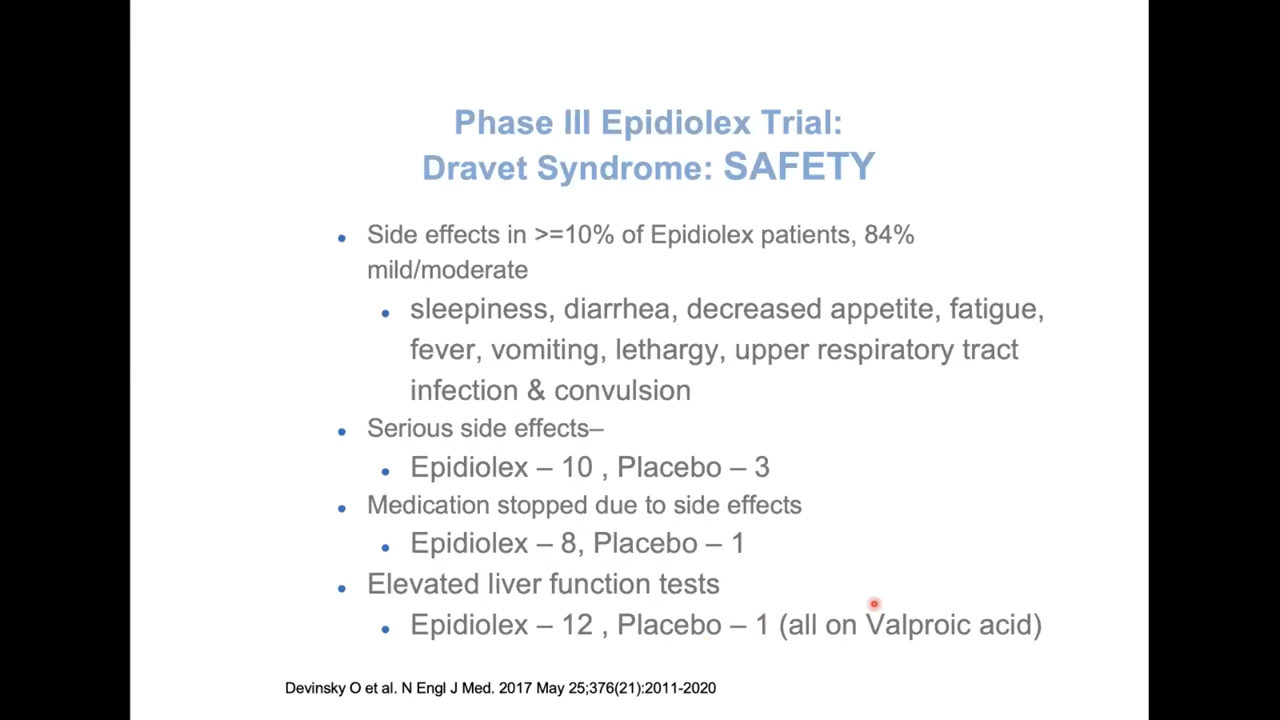 Phase III Epidiolex Trial:
Dravet Syndrome: SAFETY
• Side effects in >=10% of Epidiolex patients, 84%
mild/moderate
• sleepiness, diarrhea, decreased appetite, fatigue,
fever, vomiting, lethargy, upper respiratory tract
infection & convulsion
• Serious side effects–
• Epidiolex – 10 , Placebo – 3
• Medication stopped due to side effects
• Epidiolex – 8, Placebo – 1
• Elevated liver function tests
• Epidiolex – 12 , Placebo – 1 (all on Valproic acid)
Devinsky O et al. N Engl J Med. 2017 May 25;376(21):2011-2020